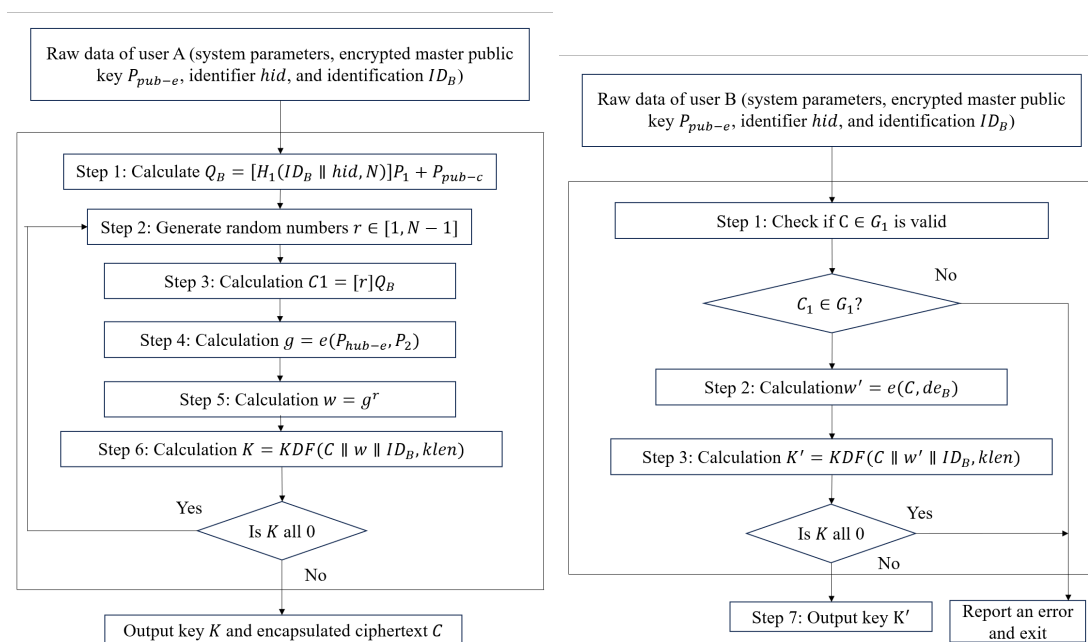 Raw data of user A (system parameters, encrypted master public
key P_{pub-e}, identifier hid, and identification ID_B)
Step 1: Calculate Q_B = [H_1(ID_B ∥ hid, N)]P_1 + P_{pub-c}
Step 2: Generate random numbers r ∈ [1, N − 1]
Step 3: Calculation C1 = [r]Q_B
Step 4: Calculation g = e(P_{hub-e}, P_2)
Step 5: Calculation w = g^r
Step 6: Calculation K = KDF(C ∥ w ∥ ID_B, klen)
Yes
Is K all 0
No
Output key K and encapsulated ciphertext C
Raw data of user B (system parameters, encrypted master public
key P_{pub-e}, identifier hid, and identification ID_B)
Step 1: Check if C ∈ G_1 is valid
No
C_1 ∈ G_1?
Step 2: Calculationw′ = e(C, de_B)
Step 3: Calculation K′ = KDF(C ∥ w′ ∥ ID_B, klen)
Yes
Is K all 0
No
Step 7: Output key K′
Report an error
and exit